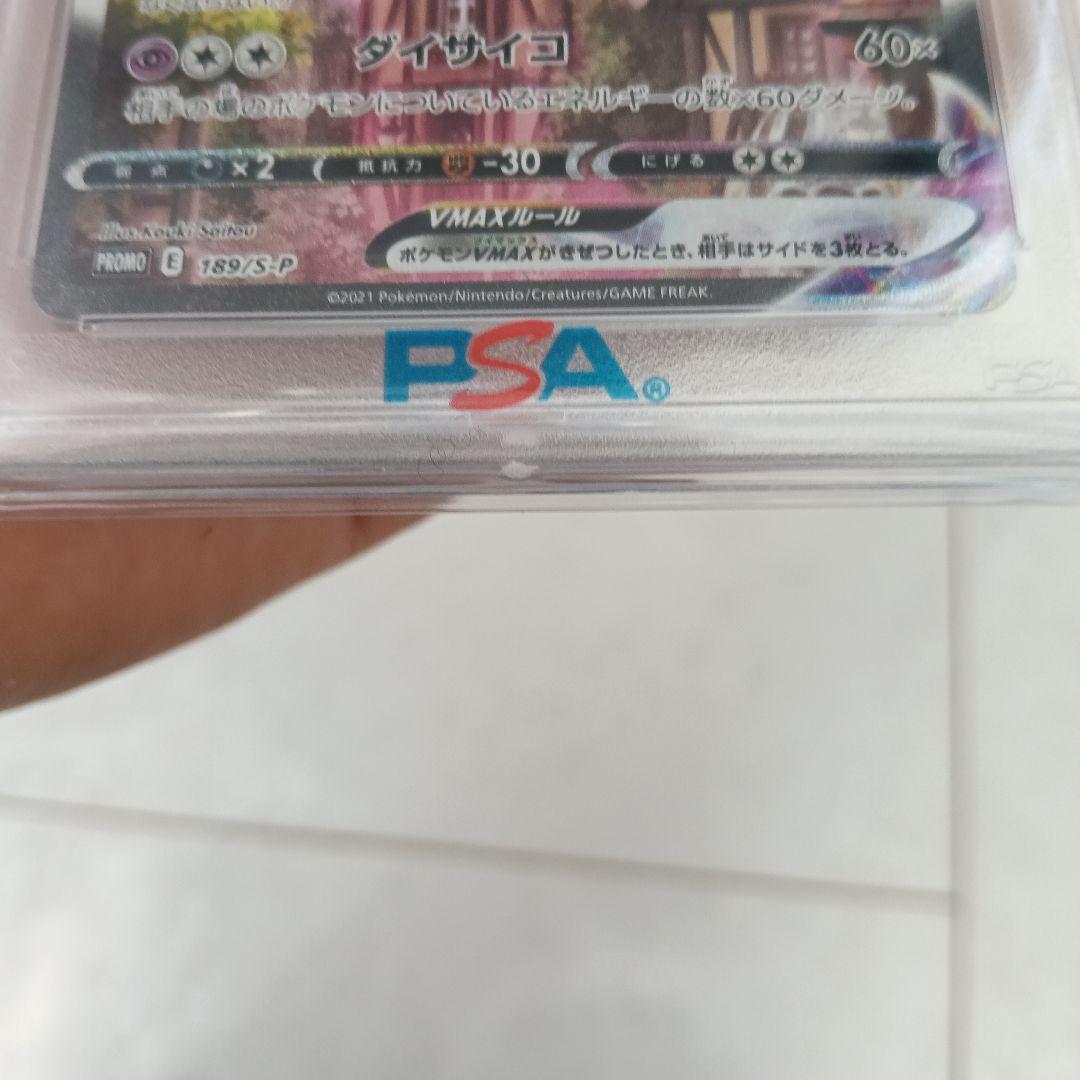 ダイサイコ 60×
相手の場のポケモンについているエネルギーの数×60ダメージ。
弱点 ×2 抵抗力 -30 にげる
VMAXルール
ポケモンVMAXがきぜつしたとき、相手はサイドを3枚とる。
Illus. Kouki Saitou
PROMO E 189/S-P
©2021 Pokémon/Nintendo/Creatures/GAME FREAK.
PSA®
PSA